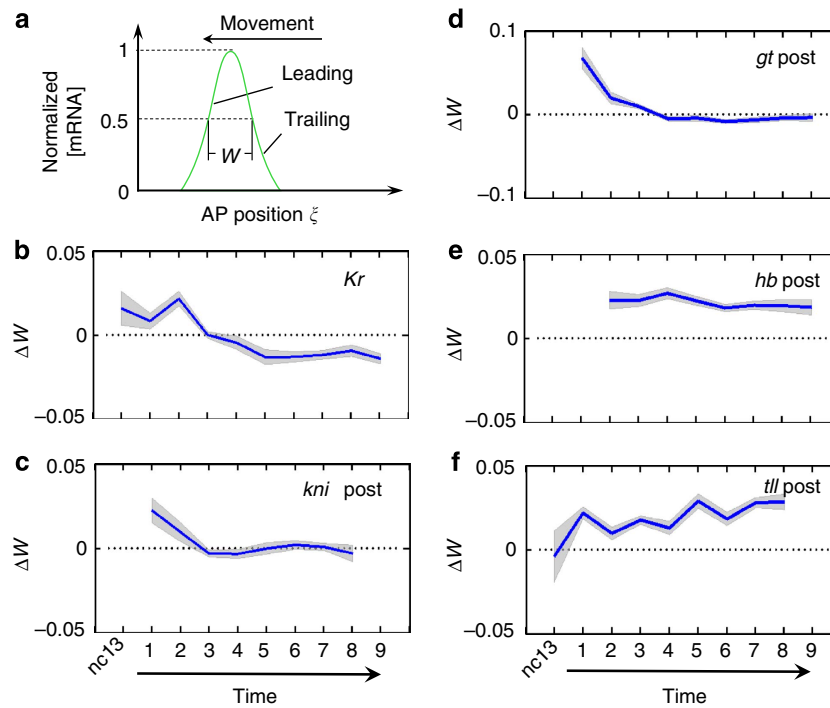 a
Movement
1
Leading
Normalized
[mRNA]
0.5
Trailing
W
0
AP position ξ
b
0.05
Kr
ΔW
0
–0.05
c
0.05
kni post
ΔW
0
–0.05
nc13 1 2 3 4 5 6 7 8 9
Time
d
0.1
gt post
ΔW
0
–0.1
e
0.05
hb post
ΔW
0
–0.05
f
0.05
tll post
ΔW
0
–0.05
nc13 1 2 3 4 5 6 7 8 9
Time